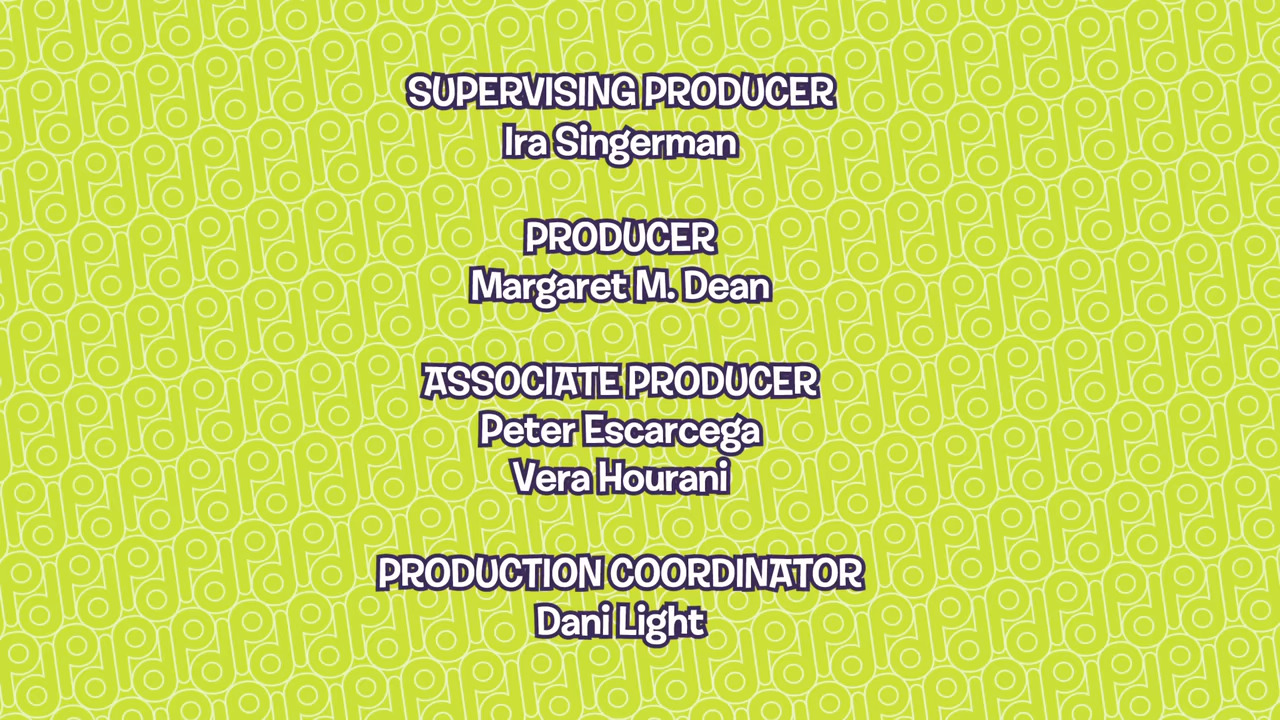 SUPERVISING PRODUCER
Ira Singerman
PRODUCER
Margaret M. Dean
ASSOCIATE PRODUCER
Peter Escarcega
Vera Hourani
PRODUCTION COORDINATOR
Dani Light